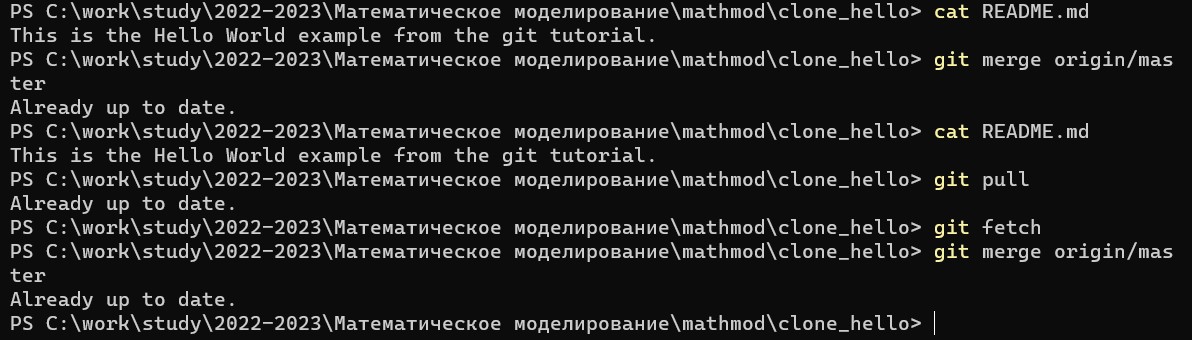 PS C:\work\study\2022-2023\Математическое моделирование\mathmod\clone_hello> cat README.md
This is the Hello World example from the git tutorial.
PS C:\work\study\2022-2023\Математическое моделирование\mathmod\clone_hello> git merge origin/mas
ter
Already up to date.
PS C:\work\study\2022-2023\Математическое моделирование\mathmod\clone_hello> cat README.md
This is the Hello World example from the git tutorial.
PS C:\work\study\2022-2023\Математическое моделирование\mathmod\clone_hello> git pull
Already up to date.
PS C:\work\study\2022-2023\Математическое моделирование\mathmod\clone_hello> git fetch
PS C:\work\study\2022-2023\Математическое моделирование\mathmod\clone_hello> git merge origin/mas
ter
Already up to date.
PS C:\work\study\2022-2023\Математическое моделирование\mathmod\clone_hello>